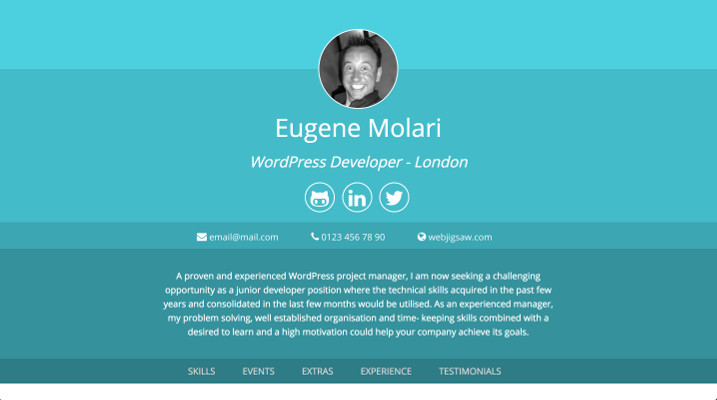 Eugene Molari
WordPress Developer - London
in
email@mail.com 0123 456 78 90 webjigsaw.com
A proven and experienced WordPress project manager, I am now seeking a challenging
opportunity as a junior developer position where the technical skills acquired in the past few
years and consolidated in the last few months would be utilised. As an experienced manager,
my problem solving, well established organisation and time- keeping skills combined with a
desired to learn and a high motivation could help your company achieve its goals.
SKILLS EVENTS EXTRAS EXPERIENCE TESTIMONIALS